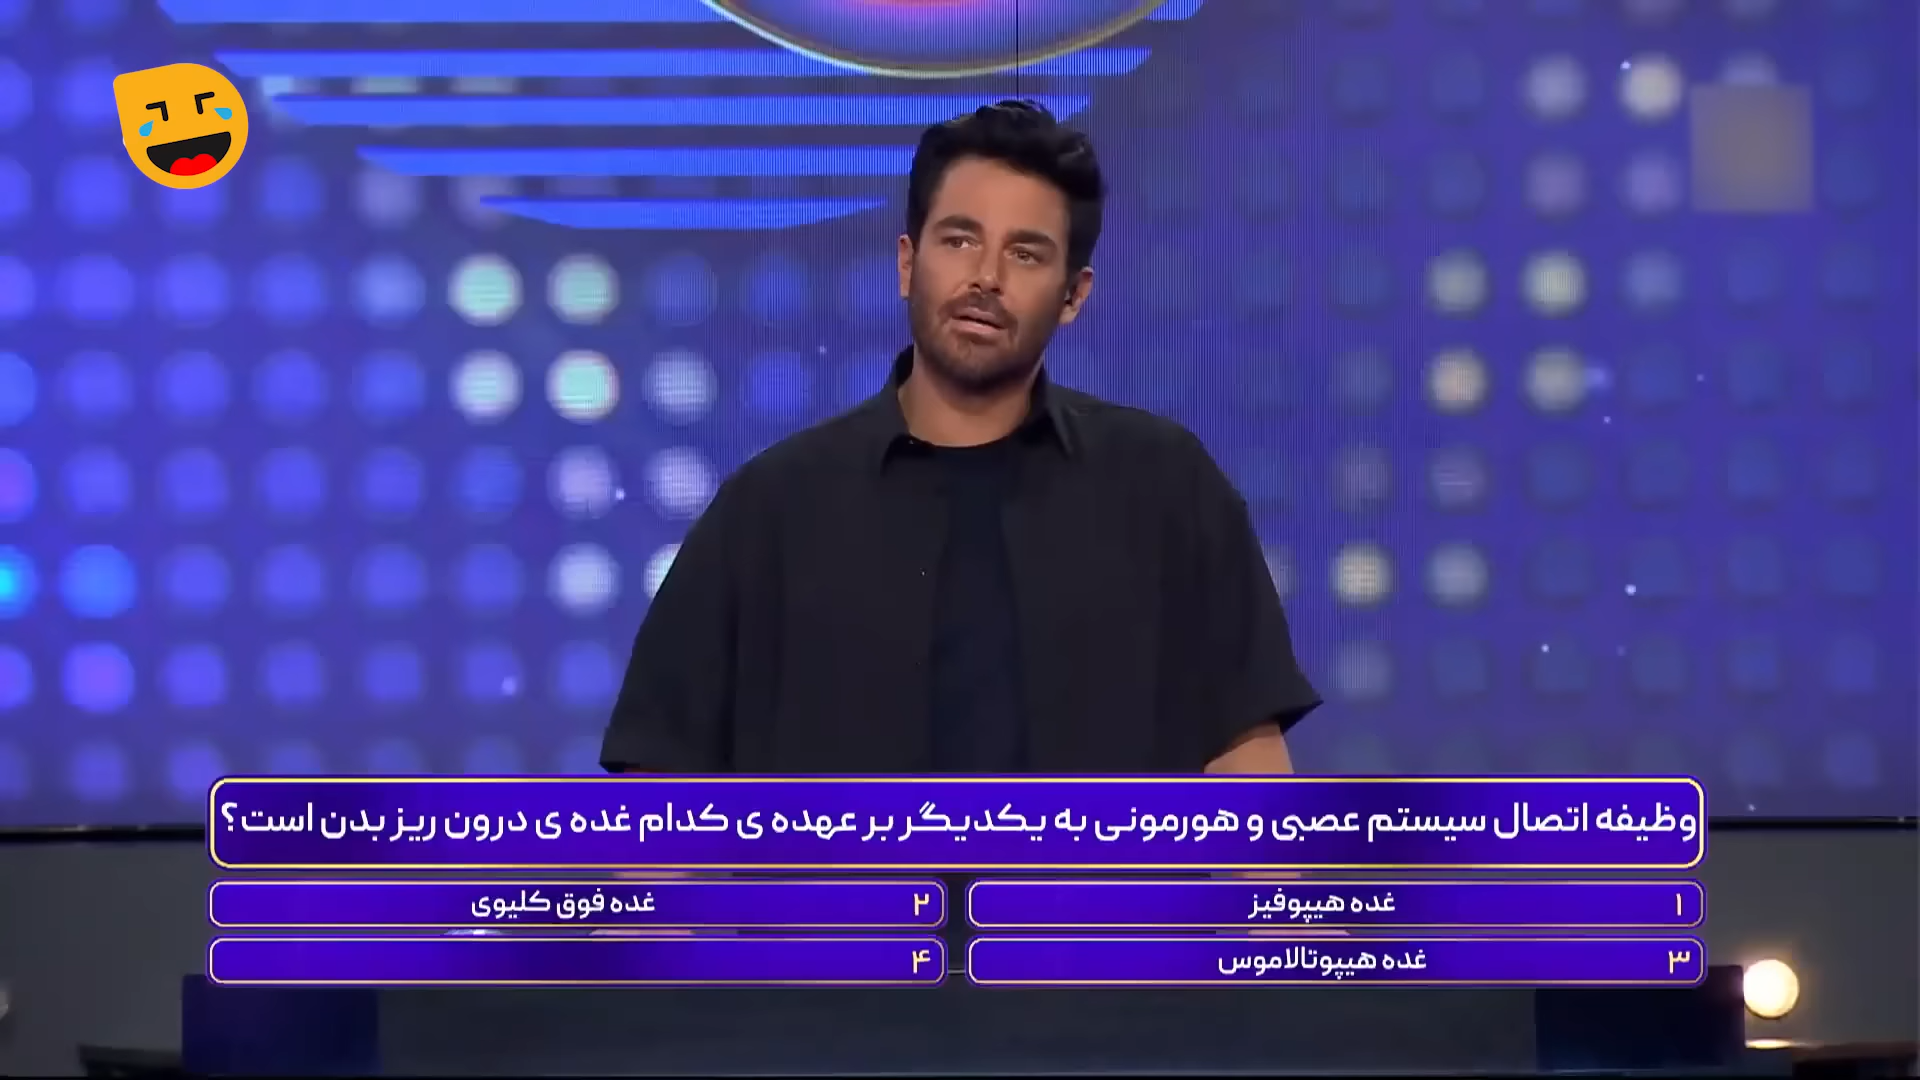 وظیفه اتصال سیستم عصبی و هورمونی به یکدیگر بر عهده ی کدام غده ی درون ریز بدن است؟
۱ غده هیپوفیز
۲ غده فوق کلیوی
۳ غده هیپوتالاموس
۴